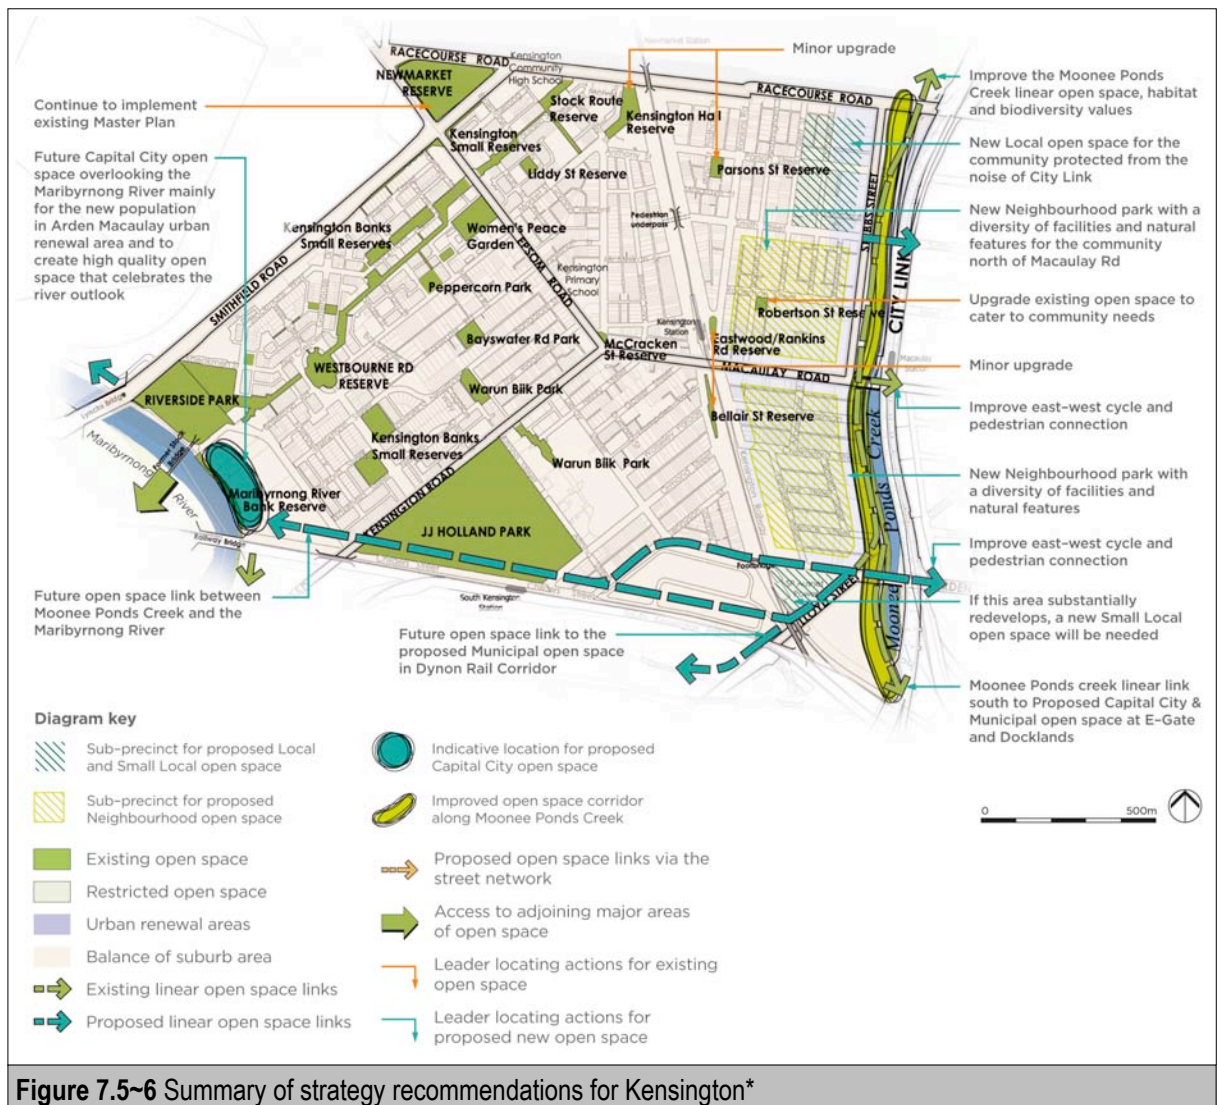 Newmarket Station
RACECOURSE ROAD
Kensington
Community
High School
NEWMARKET
RESERVE
Minor upgrade
Continue to implement
existing Master Plan
Future Capital City open
space overlooking the
Maribyrnong River mainly
for the new population
in Arden Macaulay urban
renewal area and to
create high quality open
space that celebrates the
river outlook
Stock Route
Reserve
Kensington Hall
Reserve
RACECOURSE ROAD
Kensington
Small Reserves
Liddy St Reserve
Parsons St Reserve
Pedestrian
underpass
Kensington Banks
Small Reserves
Women's Peace
Garden
EPSOM ROAD
Kensington
Primary
School
SMITHFIELD ROAD
Peppercorn Park
STUBBS STREET
CITY LINK
Robertson St Reserve
Kensington
Station
Bayswater Rd Park
McCracken
St Reserve
Eastwood/Rankins
Rd Reserve
Macaulay
Station
MACAULAY ROAD
WESTBOURNE RD
RESERVE
Warun Biik Park
Lynchs Bridge
RIVERSIDE PARK
Bellair St Reserve
Maribyrnong
River
Former Stock
Bridge
Kensington Banks
Small Reserves
Warun Biik Park
Maribyrnong River
Bank Reserve
KENSINGTON ROAD
JJ HOLLAND PARK
Railway Bridge
South Kensington
Station
Footbridge
LLOYD STREET
Moonee Ponds Creek
Moonee
Improve the Moonee Ponds
Creek linear open space, habitat
and biodiversity values
New Local open space for the
community protected from the
noise of City Link
New Neighbourhood park with a
diversity of facilities and natural
features for the community
north of Macaulay Rd
Upgrade existing open space to
cater to community needs
Minor upgrade
Improve east-west cycle and
pedestrian connection
New Neighbourhood park with
a diversity of facilities and
natural features
Improve east-west cycle and
pedestrian connection
If this area substantially
redevelops, a new Small Local
open space will be needed
Moonee Ponds creek linear link
south to Proposed Capital City &
Municipal open space at E-Gate
and Docklands
Future open space link between
Moonee Ponds Creek and the
Maribyrnong River
Future open space link to the
proposed Municipal open space
in Dynon Rail Corridor
Diagram key
Sub-precinct for proposed Local
and Small Local open space
Sub-precinct for proposed
Neighbourhood open space
Existing open space
Restricted open space
Urban renewal areas
Balance of suburb area
Existing linear open space links
Proposed linear open space links
Indicative location for proposed
Capital City open space
Improved open space corridor
along Moonee Ponds Creek
Proposed open space links via the
street network
Access to adjoining major areas
of open space
Leader locating actions for existing
open space
Leader locating actions for
proposed new open space
0 500m
Figure 7.5~6 Summary of strategy recommendations for Kensington*